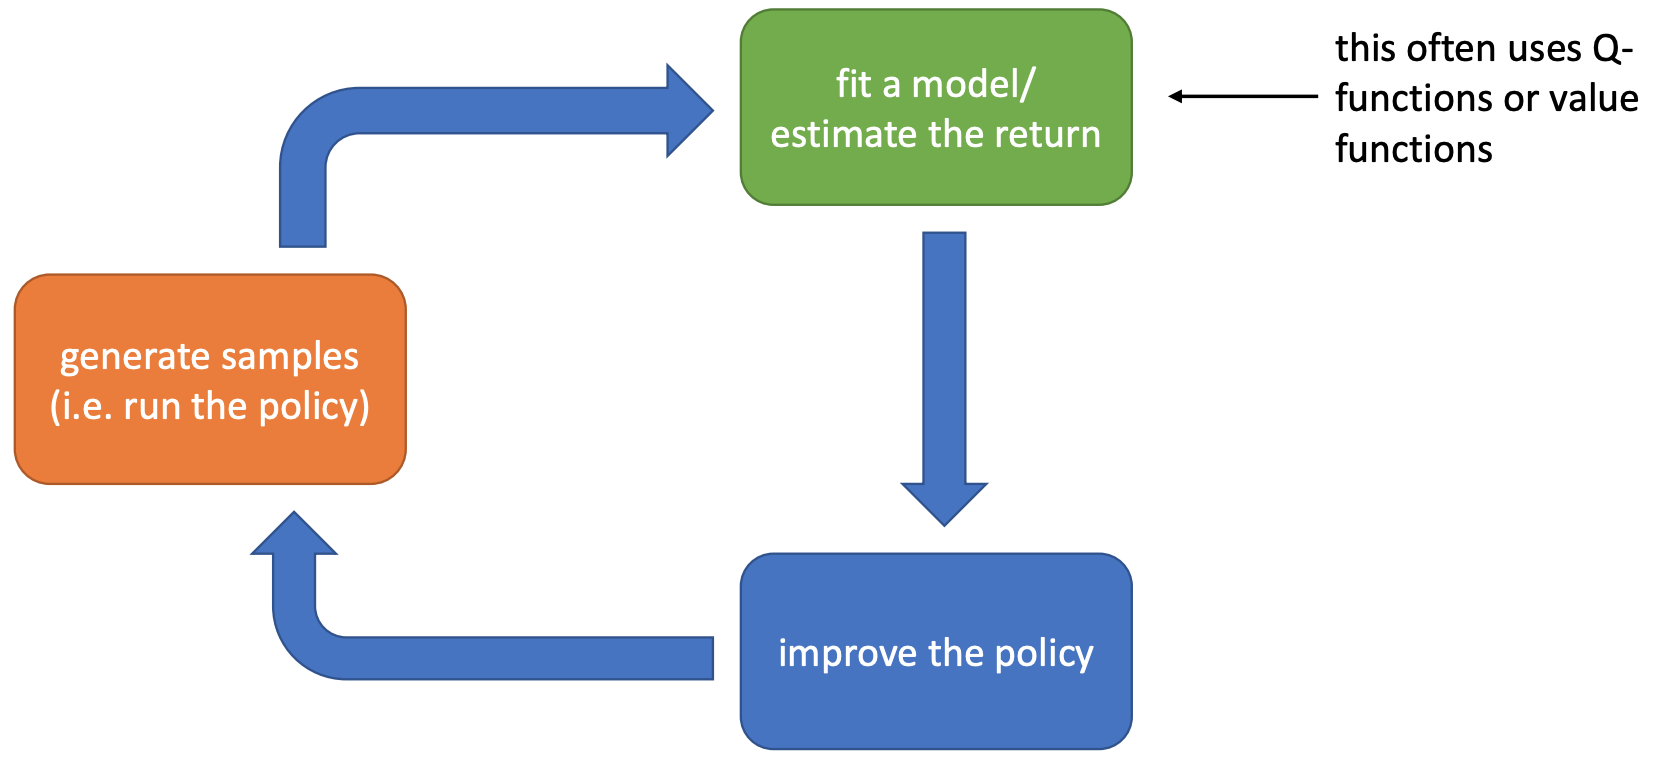 fit a model/
estimate the return
this often uses Q-
functions or value
functions
generate samples
(i.e. run the policy)
improve the policy